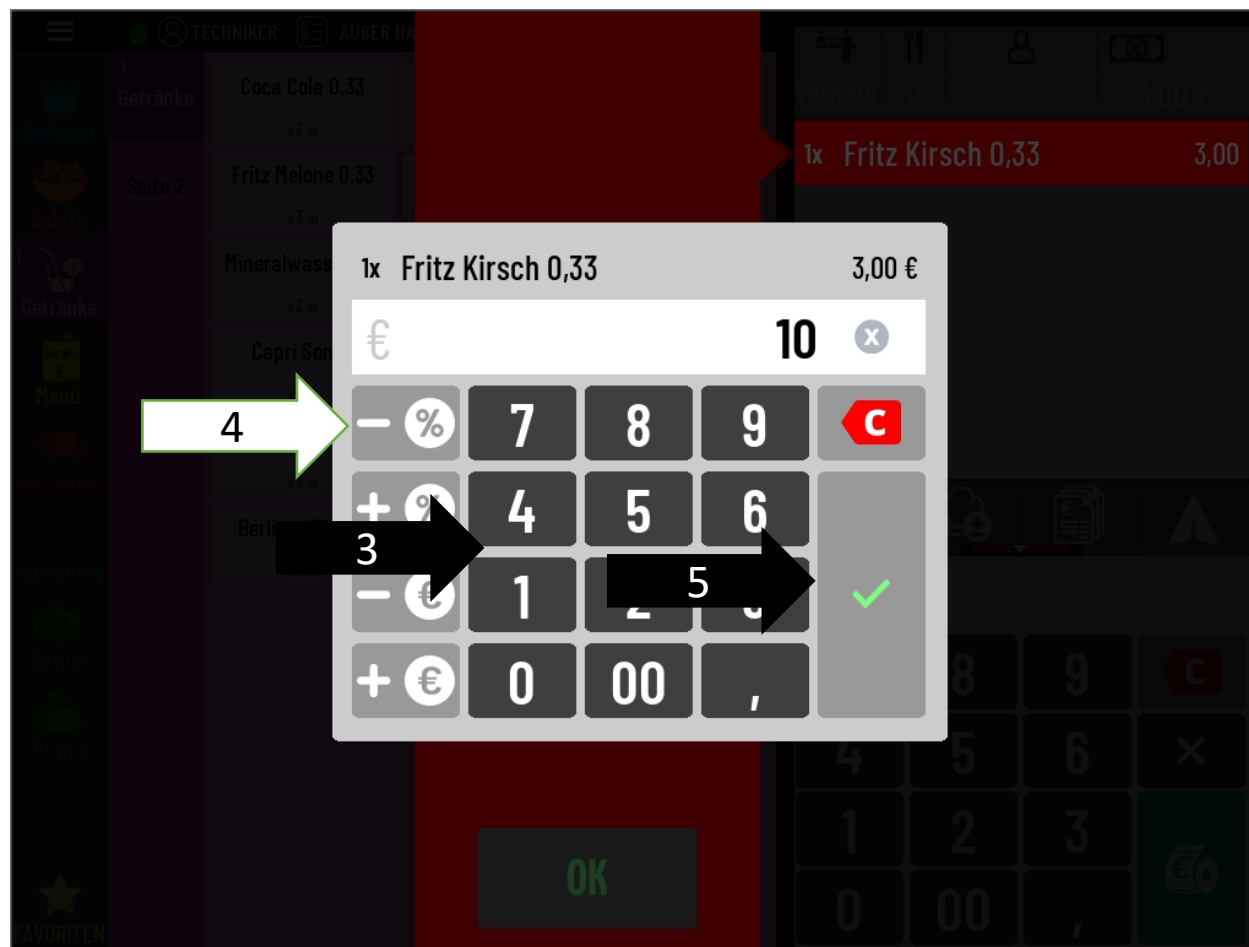 TECHNIKER
AUßER HA
1
Getränke
Coca Cola 0,33
€2.90
Verkauf
0
3,00 €
1x Fritz Kirsch 0,33 3,00
Salate
Seite 2
Fritz Melone 0,33
€3.00
1
Getränke
Mineralwass
€2.90
1x Fritz Kirsch 0,33 3,00 €
€ 10 X
MENU
€
Menü
Capri Son
4
- % 7 8 9 C
+ % 4 5 6
Berli
3
5
- € 1 2
+ € 0 00 ,
8 9 C
4 5 6 ×
1 2 3
€
0 00 ,
OK
FAVORITEN